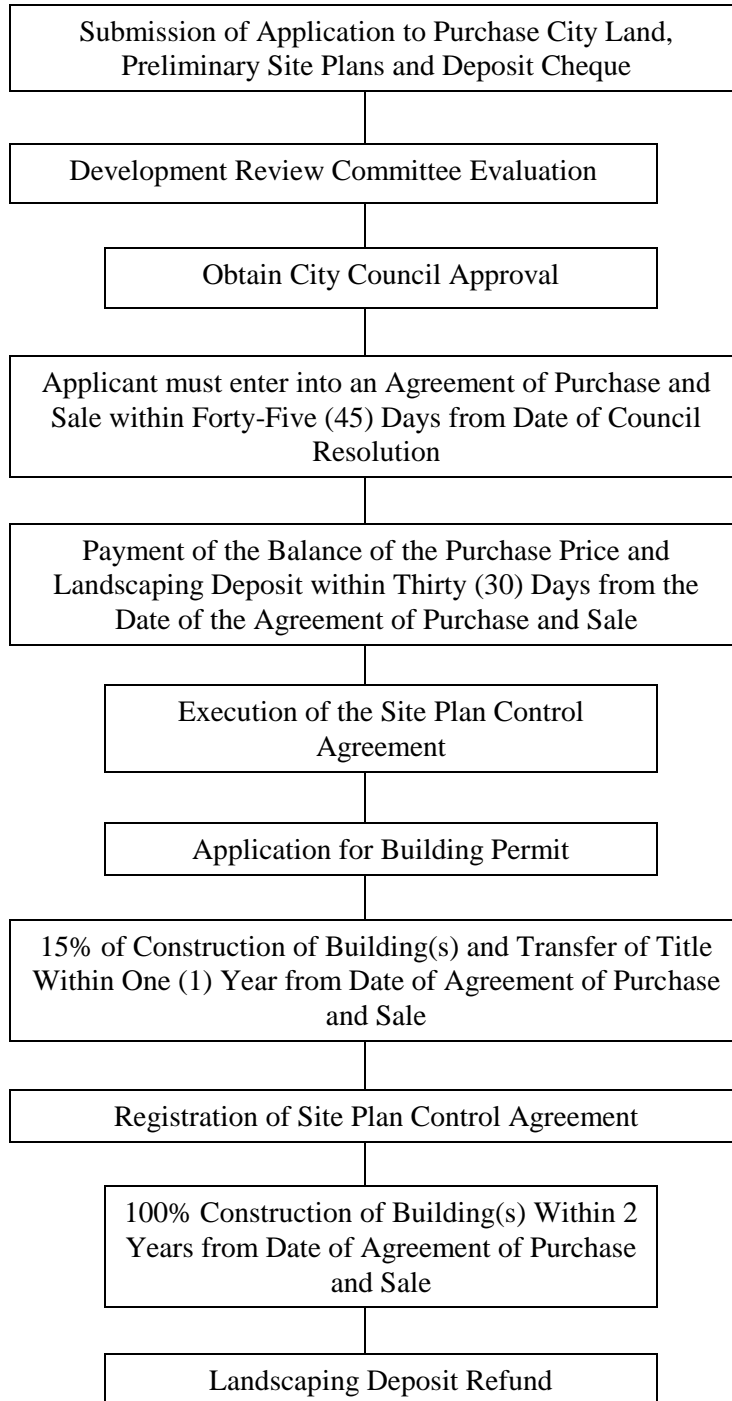 Submission of Application to Purchase City Land,
Preliminary Site Plans and Deposit Cheque
Development Review Committee Evaluation
Obtain City Council Approval
Applicant must enter into an Agreement of Purchase and
Sale within Forty-Five (45) Days from Date of Council
Resolution
Payment of the Balance of the Purchase Price and
Landscaping Deposit within Thirty (30) Days from the
Date of the Agreement of Purchase and Sale
Execution of the Site Plan Control
Agreement
Application for Building Permit
15% of Construction of Building(s) and Transfer of Title
Within One (1) Year from Date of Agreement of Purchase
and Sale
Registration of Site Plan Control Agreement
100% Construction of Building(s) Within 2
Years from Date of Agreement of Purchase
and Sale
Landscaping Deposit Refund